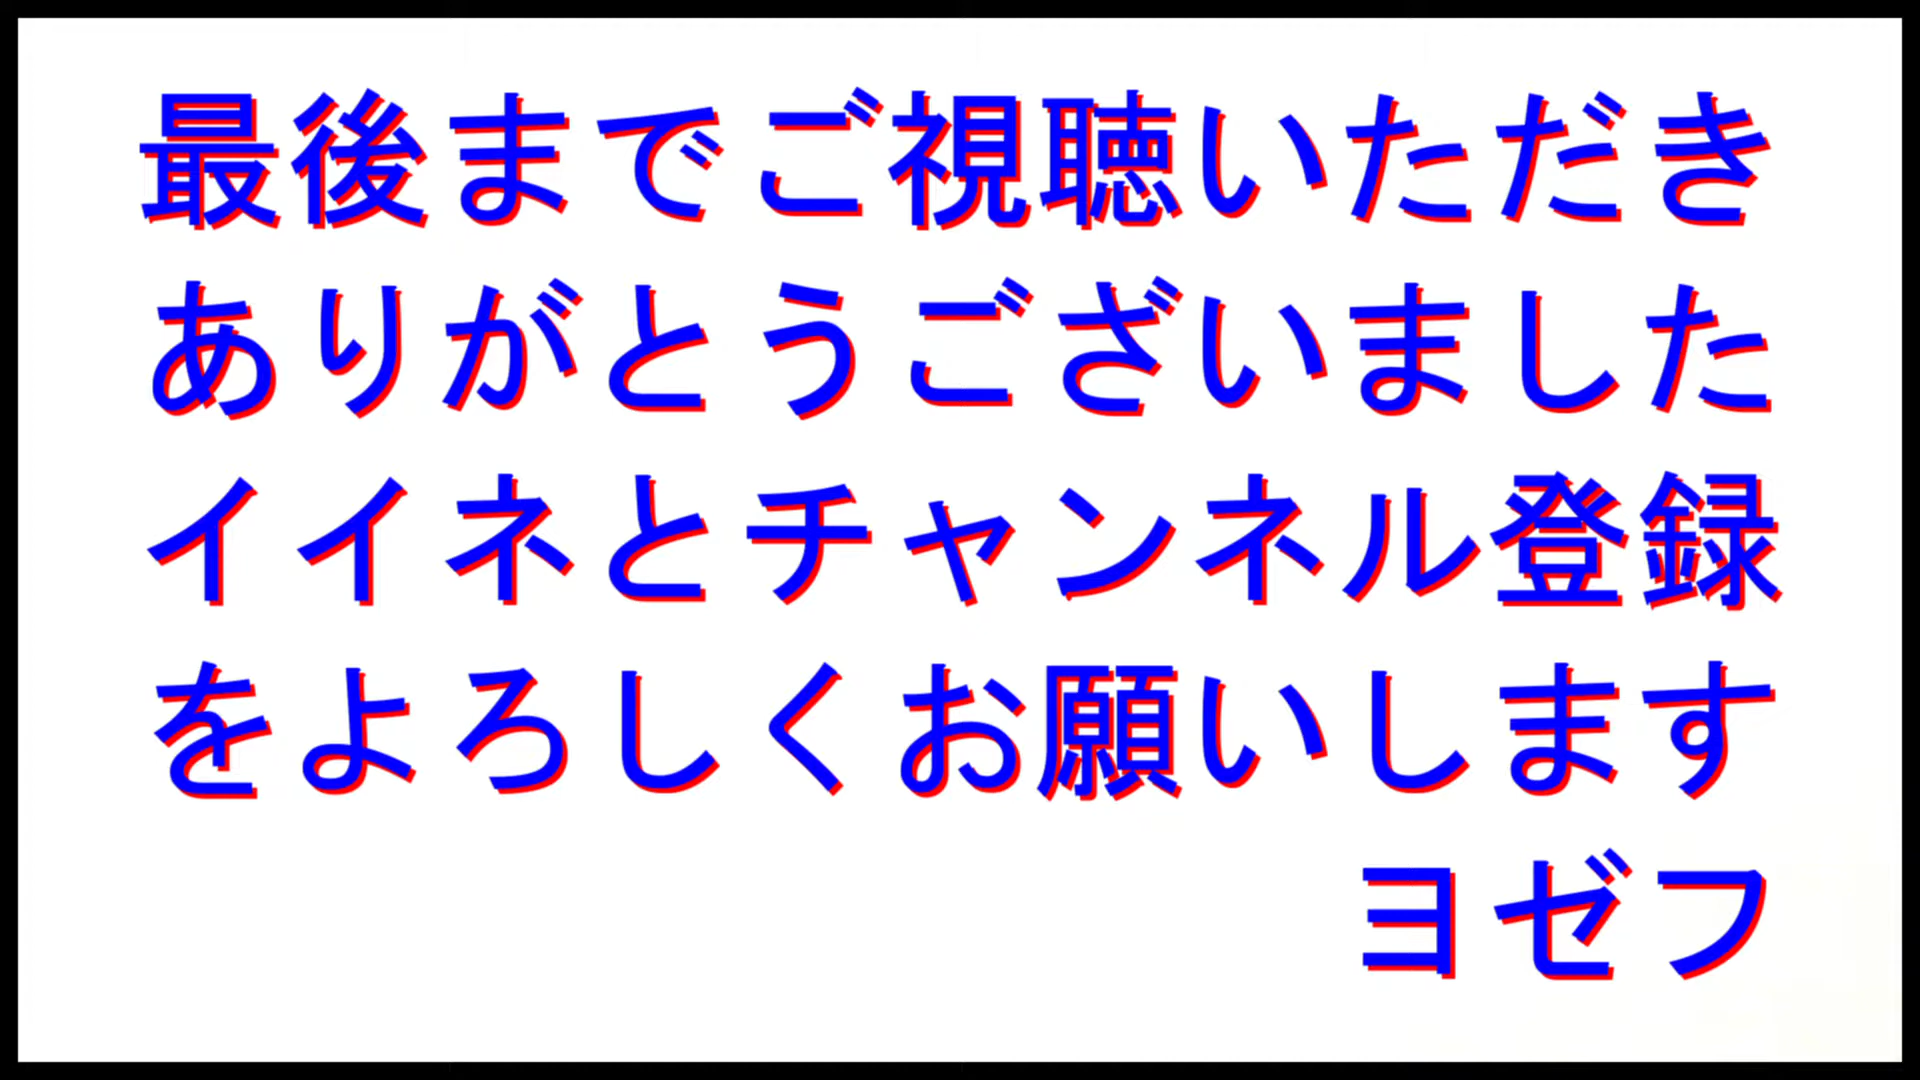 最後までご視聴いただき
ありがとうございました
イイネとチャンネル登録
をよろしくお願いします
ヨゼフ